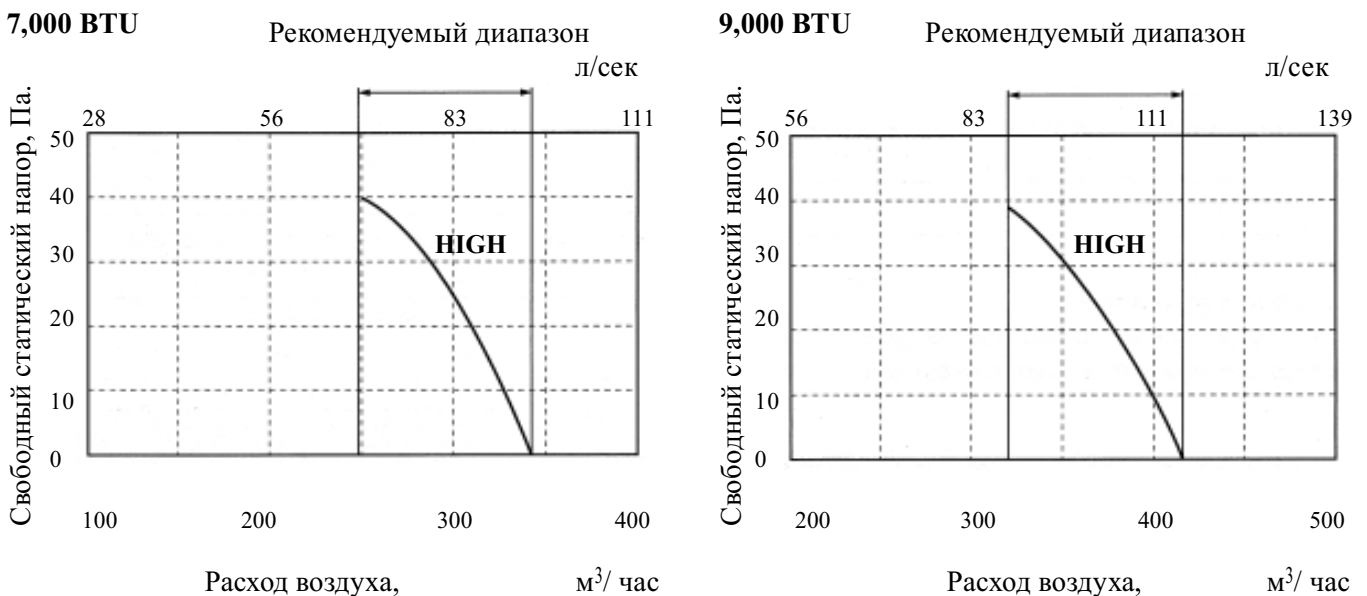 7,000 BTU
Рекомендуемый диапазон
л/сек
28 56 83 111
Свободный статический напор, Па.
50
40
30
20
10
0
HIGH
100 200 300 400
Расход воздуха, м³/ час
9,000 BTU
Рекомендуемый диапазон
л/сек
56 83 111 139
Свободный статический напор, Па.
50
40
30
20
10
0
HIGH
200 300 400 500
Расход воздуха, м³/ час